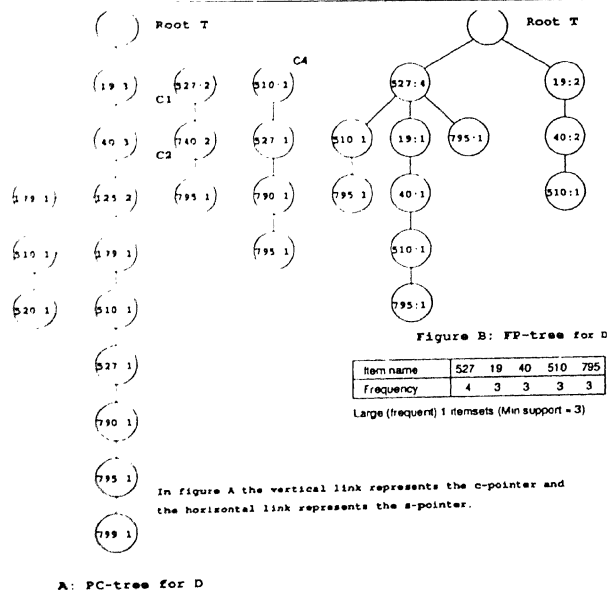 Root T
Root T
C4
19 3
527·2
510·1
527:4
19:2
C1
40 3
C2
740 2
527 1
510 1
19:1
795·1
40:2
179 1
125 2
795 1
790 1
795 1
40·1
510:1
510 1
179 1
795 1
510·1
520 1
510 1
795:1
Figure B: FP-tree for D
527 1
Item name 527 19 40 510 795
Frequency 4 3 3 3 3
Large (frequent) 1 itemsets (Min support = 3)
790 1
795 1
In figure A the vertical link represents the c-pointer and
the horizontal link represents the s-pointer.
799 1
A: PC-tree for D